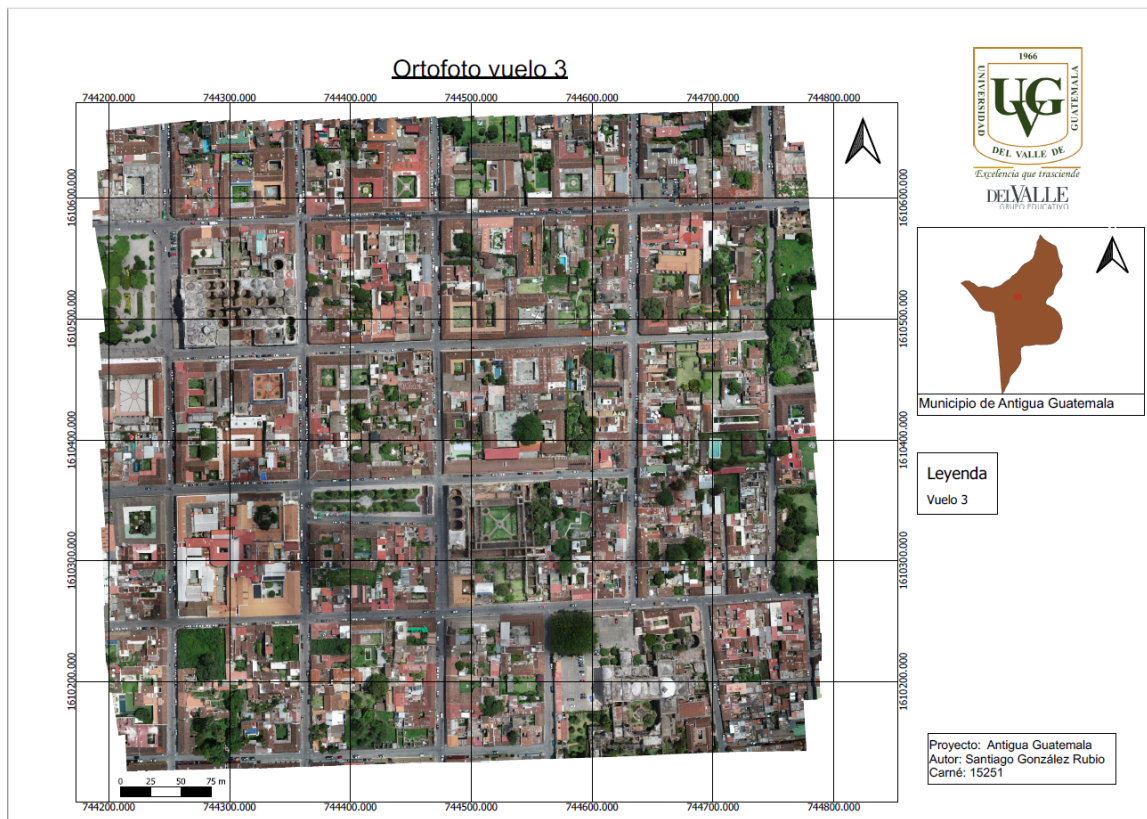 Ortofoto vuelo 3
744200.000 744300.000 744400.000 744500.000 744600.000 744700.000 744800.000
1610600.000
1610500.000
1610400.000
1610300.000
1610200.000
1610600.000
1610500.000
1610400.000
1610300.000
1610200.000
0 25 50 75 m
744200.000 744300.000 744400.000 744500.000 744600.000 744700.000 744800.000
1966
UNIVERSIDAD
UVG
GUATEMALA
DEL VALLE DE
Excelencia que trasciende
DELVALLE
GRUPO EDUCATIVO
Municipio de Antigua Guatemala
Leyenda
Vuelo 3
Proyecto: Antigua Guatemala
Autor: Santiago González Rubio
Carné: 15251